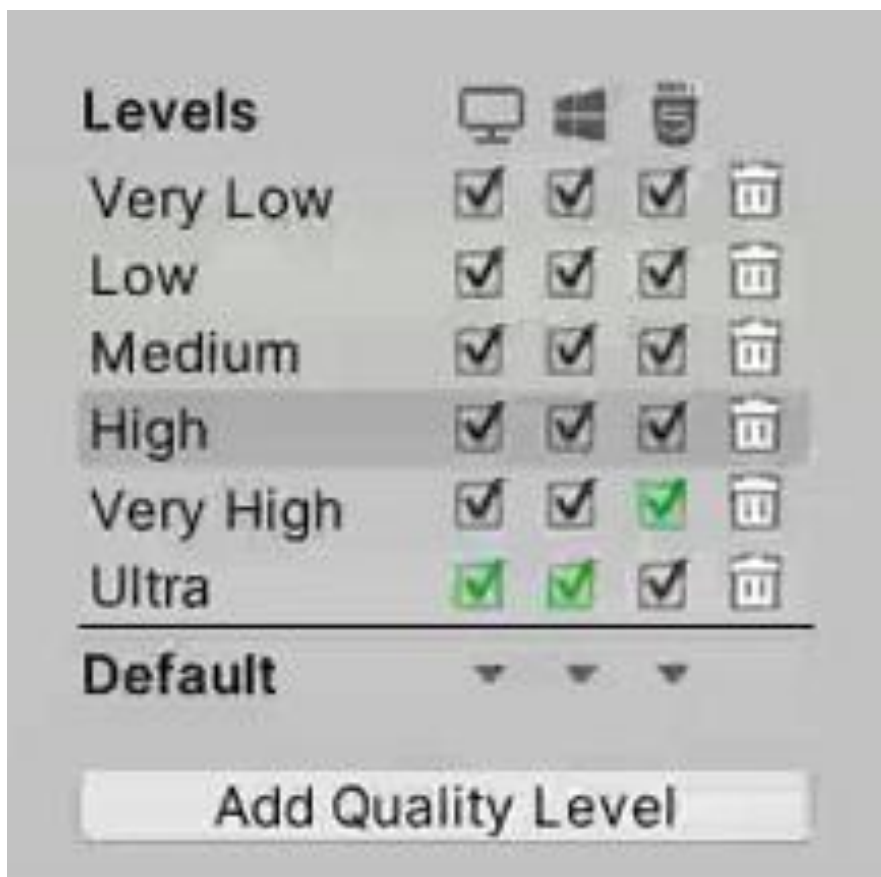 Levels
Very Low
Low
Medium
High
Very High
Ultra
Default
Add Quality Level